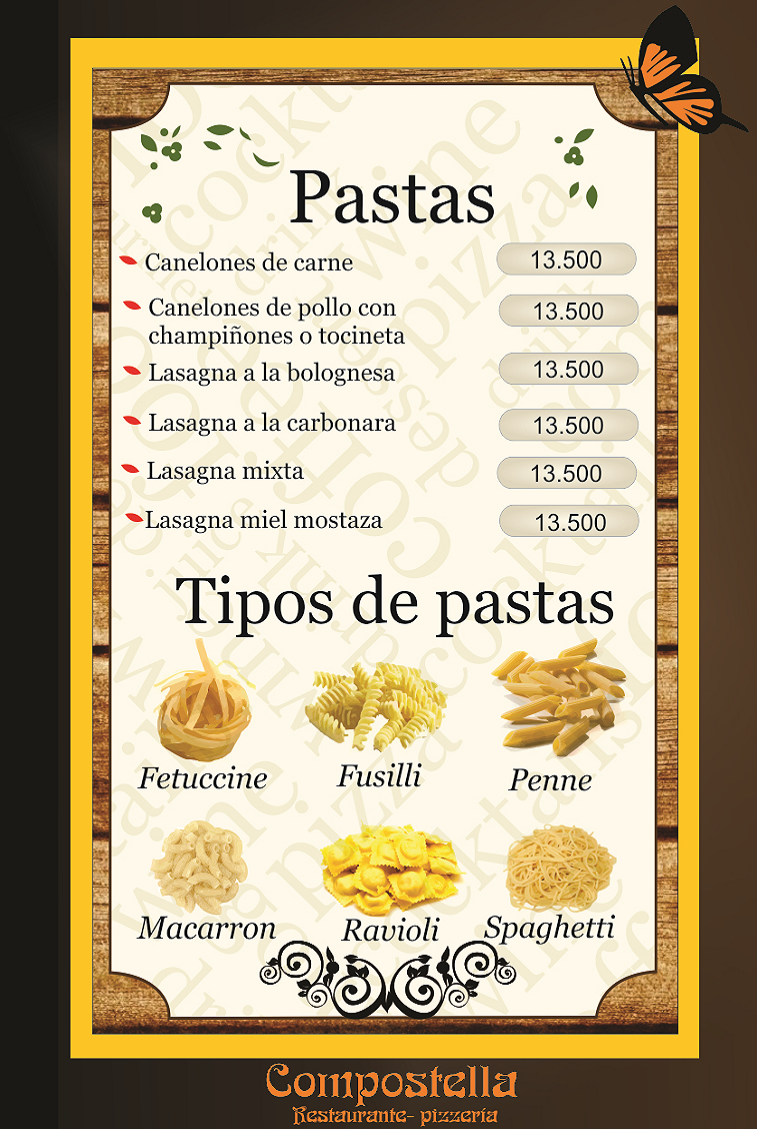 Pastas
Canelones de carne 13.500
Canelones de pollo con
champiñones o tocineta 13.500
Lasagna a la bolognesa 13.500
Lasagna a la carbonara 13.500
Lasagna mixta 13.500
Lasagna miel mostaza 13.500
Tipos de pastas
Fetuccine Fusilli Penne
Macarron Ravioli Spaghetti
Compostella
Restaurante- pizzería